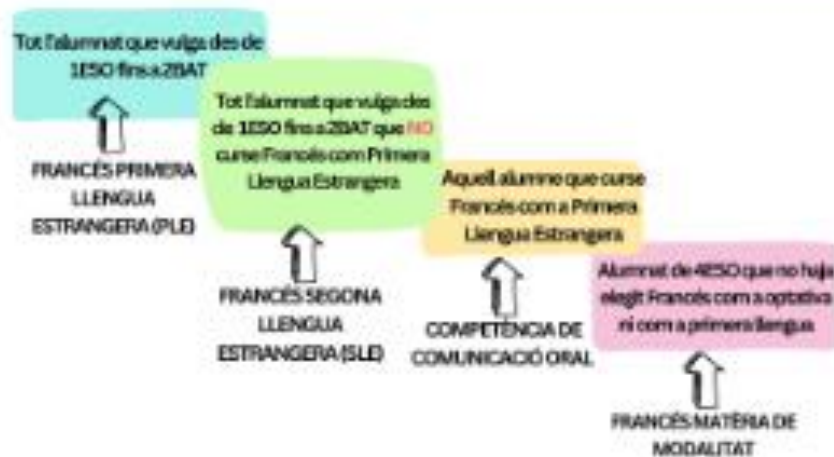 Tot l'alumnat que vulga des de
1ESO fins a 2BAT
FRANCÉS PRIMERA
LLENGUA
ESTRANGERA (PLE)
Tot l'alumnat que vulga des
de 1ESO fins a 2BAT que NO
curse Francés com Primera
Llengua Estrangera
FRANCÉS SEGONA
LLENGUA
ESTRANGERA (SLE)
Aquell alumne que curse
Francés com a Primera
Llengua Estrangera
COMPETÈNCIA DE
COMUNICACIÓ ORAL
Alumnat de 4ESO que no haja
elegit Francés com a optativa
ni com a primera llengua
FRANCÉS MATÈRIA DE
MODALITAT